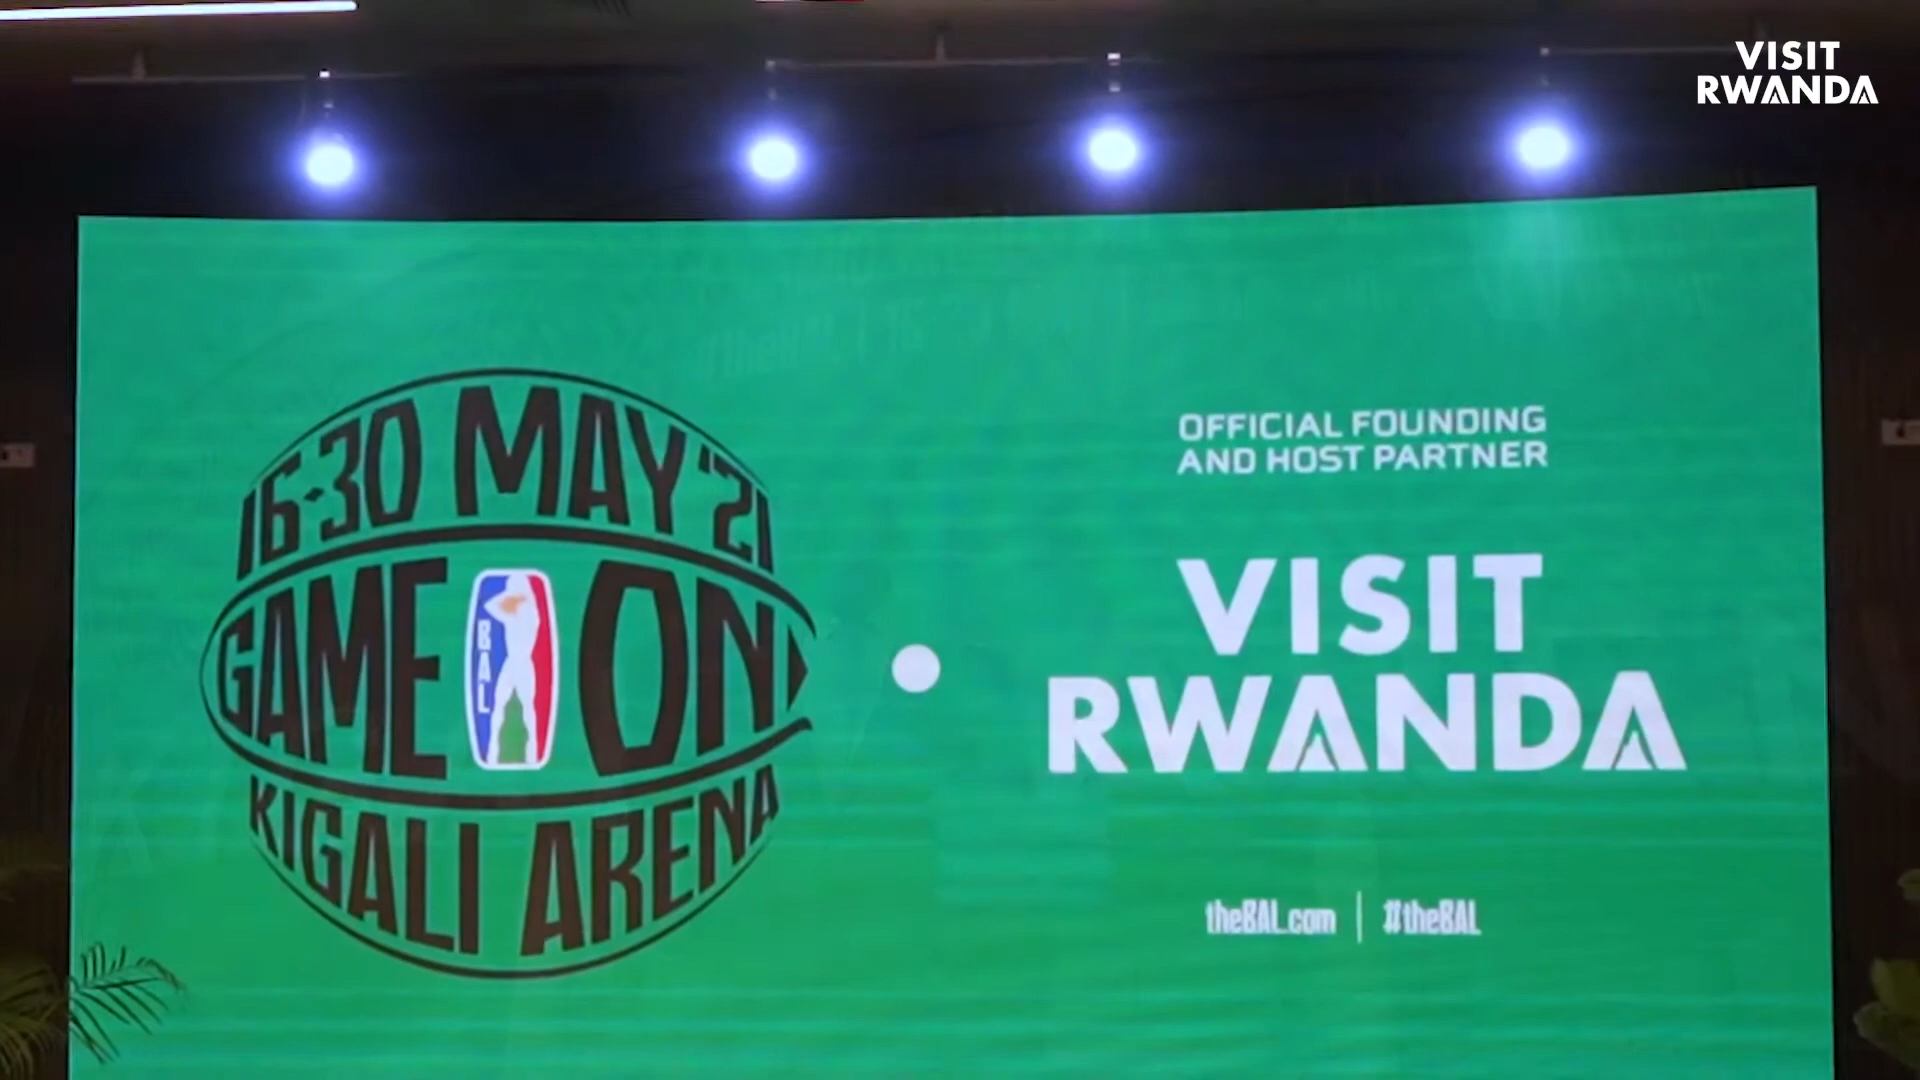 VISIT
RWANDA
16-30 MAY '21
GAME ON
BAL
KIGALI ARENA
OFFICIAL FOUNDING
AND HOST PARTNER
VISIT
RWANDA
theBAL.com | #theBAL